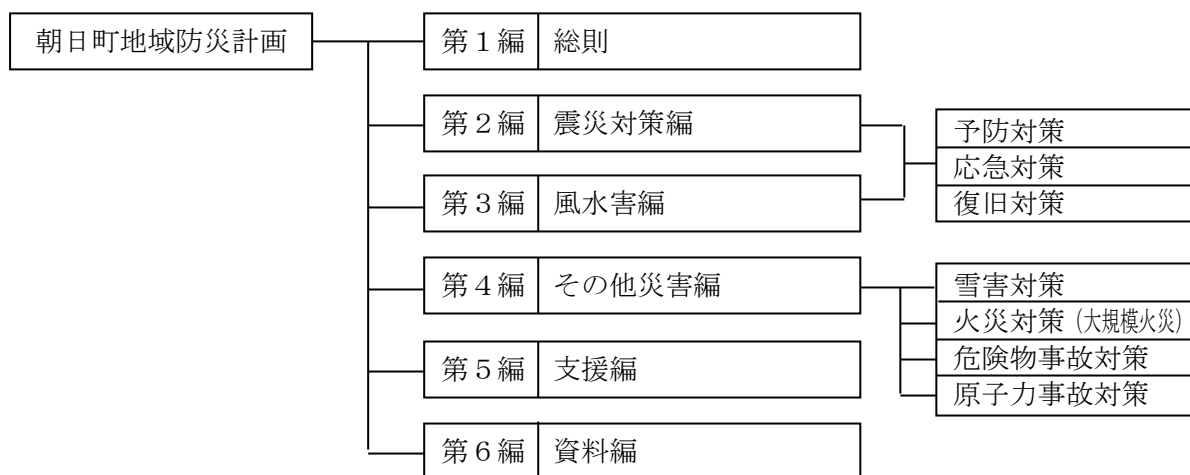 朝日町地域防災計画
第1編 総則
第2編 震災対策編
予防対策
応急対策
復旧対策
第3編 風水害編
第4編 その他災害編
雪害対策
火災対策(大規模火災)
危険物事故対策
原子力事故対策
第5編 支援編
第6編 資料編